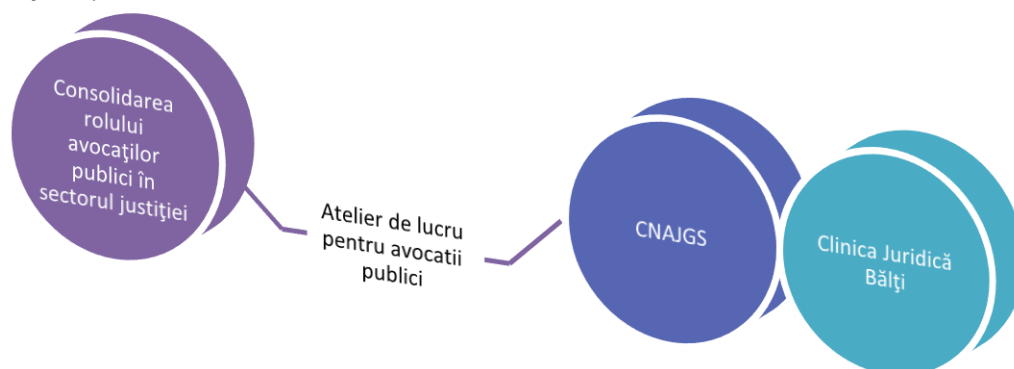 Consolidarea
rolului
avocaţilor
publici în
sectorul justiţiei
Atelier de lucru
pentru avocatii
publici
CNAJGS
Clinica Juridică
Bălţi